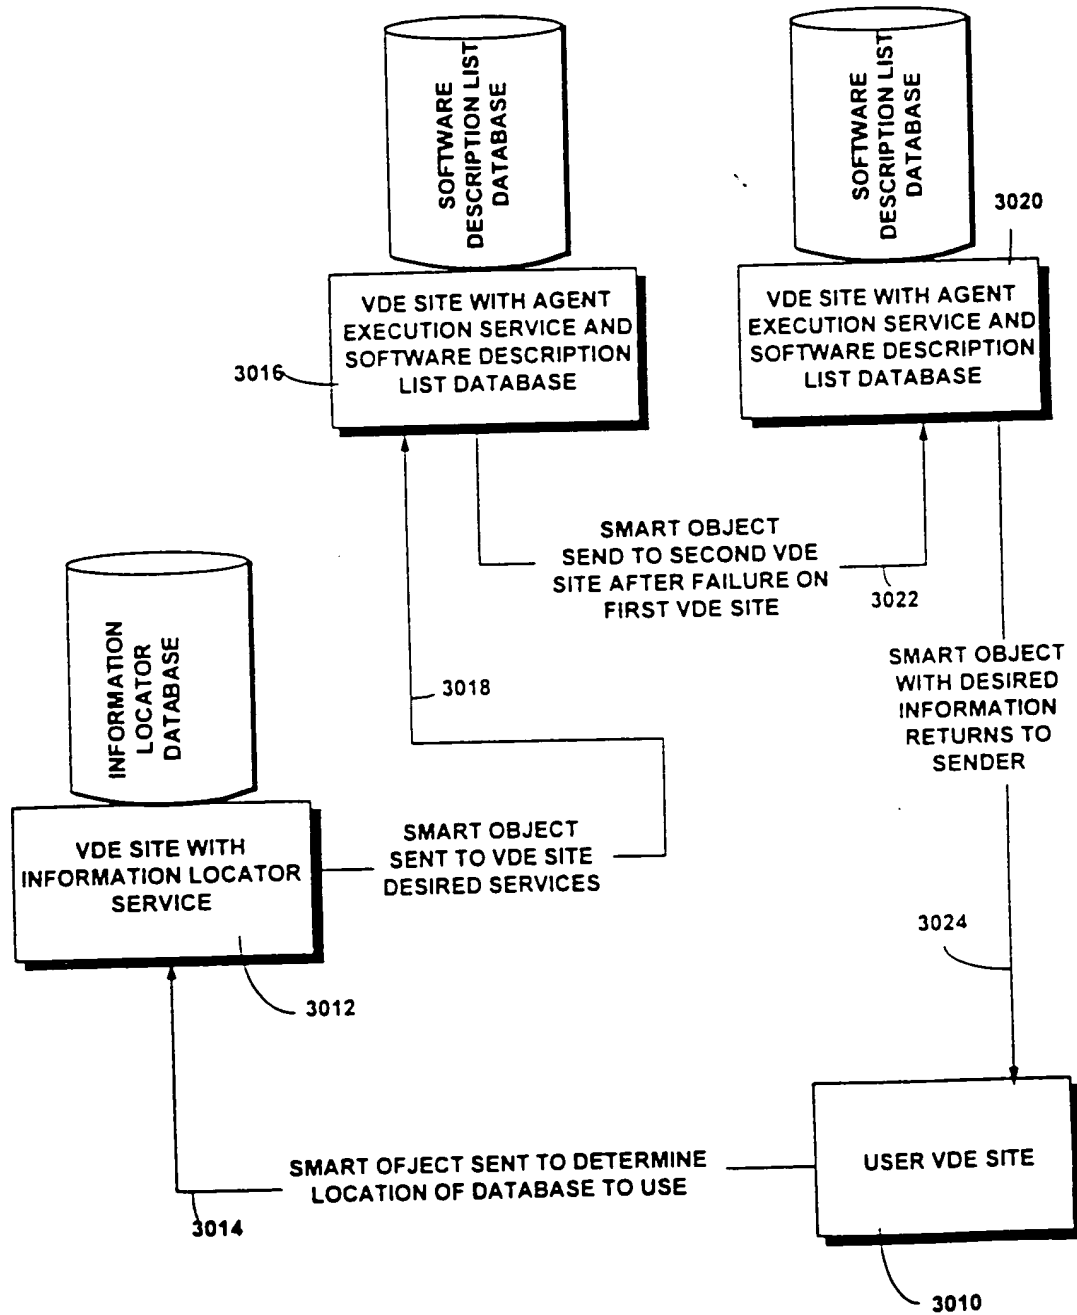 SOFTWARE
DESCRIPTION LIST
DATABASE
SOFTWARE
DESCRIPTION LIST
DATABASE
3020
VDE SITE WITH AGENT
EXECUTION SERVICE AND
SOFTWARE DESCRIPTION
LIST DATABASE
VDE SITE WITH AGENT
EXECUTION SERVICE AND
SOFTWARE DESCRIPTION
LIST DATABASE
3016
SMART OBJECT
SEND TO SECOND VDE
SITE AFTER FAILURE ON
FIRST VDE SITE
3022
INFORMATION
LOCATOR
DATABASE
3018
SMART OBJECT
WITH DESIRED
INFORMATION
RETURNS TO
SENDER
VDE SITE WITH
INFORMATION LOCATOR
SERVICE
SMART OBJECT
SENT TO VDE SITE
DESIRED SERVICES
3024
3012
SMART OFJECT SENT TO DETERMINE
LOCATION OF DATABASE TO USE
USER VDE SITE
3014
3010